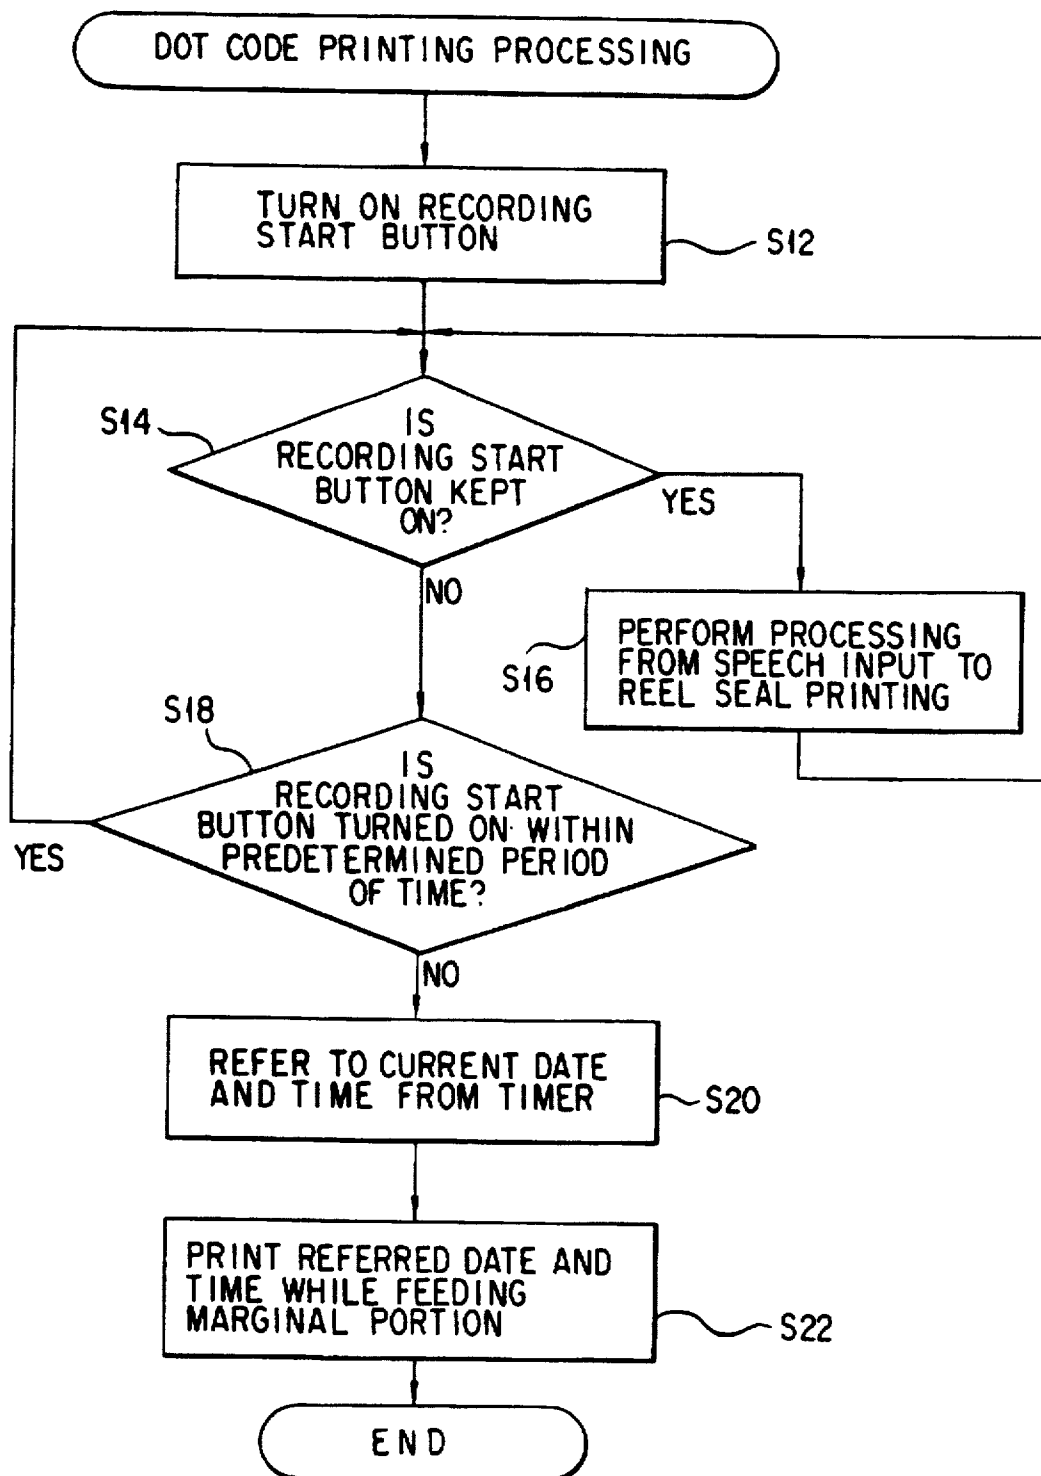 DOT CODE PRINTING PROCESSING
TURN ON RECORDING
START BUTTON
S12
S14
IS
RECORDING START
BUTTON KEPT
ON?
YES
NO
PERFORM PROCESSING
FROM SPEECH INPUT TO
REEL SEAL PRINTING
S16
S18
IS
RECORDING START
BUTTON TURNED ON WITHIN
PREDETERMINED PERIOD
OF TIME?
YES
NO
REFER TO CURRENT DATE
AND TIME FROM TIMER
S20
PRINT REFERRED DATE AND
TIME WHILE FEEDING
MARGINAL PORTION
S22
END